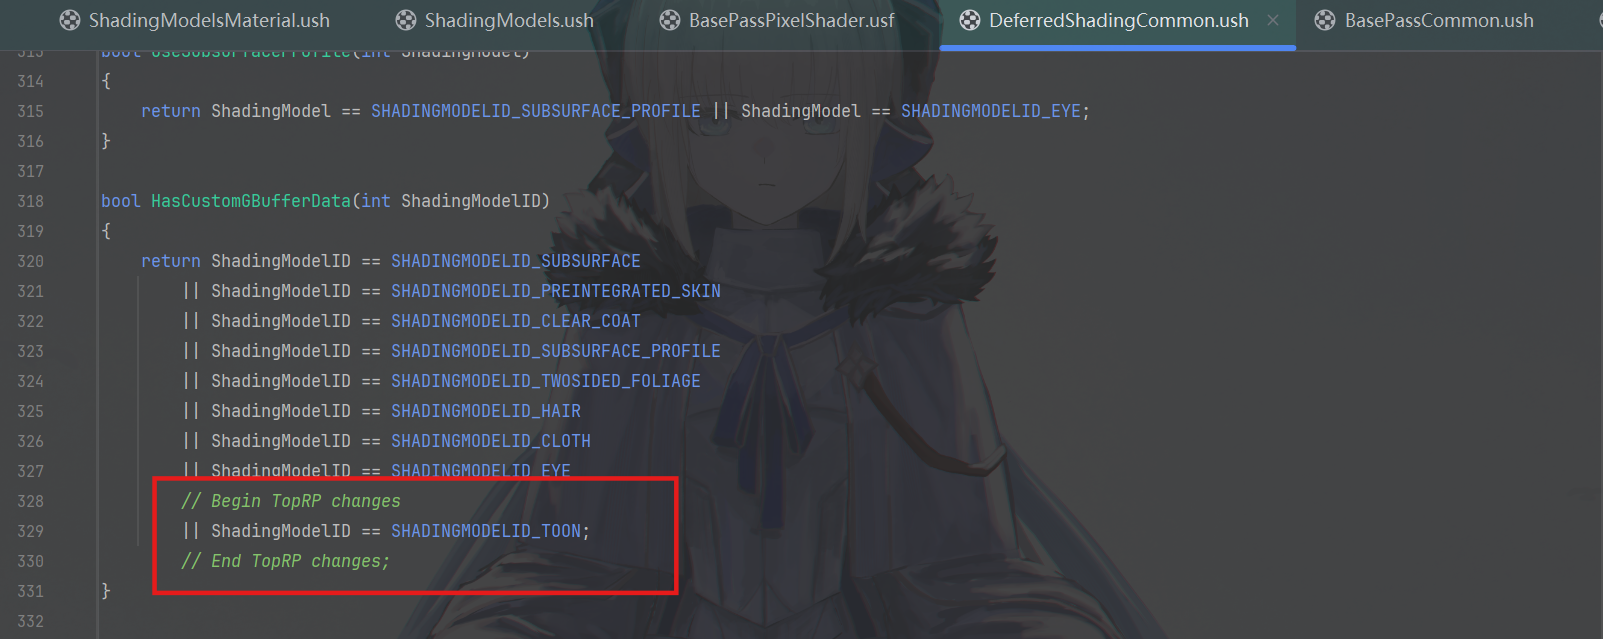 ShadingModelsMaterial.ush ShadingModels.ush BasePassPixelShader.usf DeferredShadingCommon.ush × BasePassCommon.ush
313 bool UseSubsurfaceProfile(int ShadingModel)
314 {
315 return ShadingModel == SHADINGMODELID_SUBSURFACE_PROFILE || ShadingModel == SHADINGMODELID_EYE;
316 }
317
318 bool HasCustomGBufferData(int ShadingModelID)
319 {
320 return ShadingModelID == SHADINGMODELID_SUBSURFACE
321 || ShadingModelID == SHADINGMODELID_PREINTEGRATED_SKIN
322 || ShadingModelID == SHADINGMODELID_CLEAR_COAT
323 || ShadingModelID == SHADINGMODELID_SUBSURFACE_PROFILE
324 || ShadingModelID == SHADINGMODELID_TWOSIDED_FOLIAGE
325 || ShadingModelID == SHADINGMODELID_HAIR
326 || ShadingModelID == SHADINGMODELID_CLOTH
327 || ShadingModelID == SHADINGMODELID_EYE
328 // Begin TopRP changes
329 || ShadingModelID == SHADINGMODELID_TOON;
330 // End TopRP changes;
331 }
332